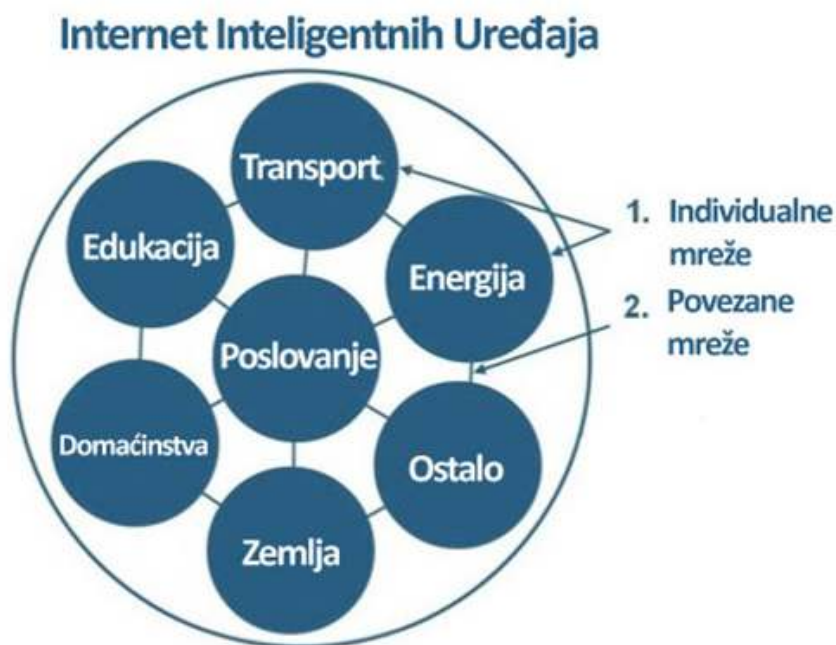 Internet Inteligentnih Uređaja
Transport
Edukacija
Energija
Poslovanje
Domaćinstva
Ostalo
Zemlja
1. Individualne
mreže
2. Povezane
mreže